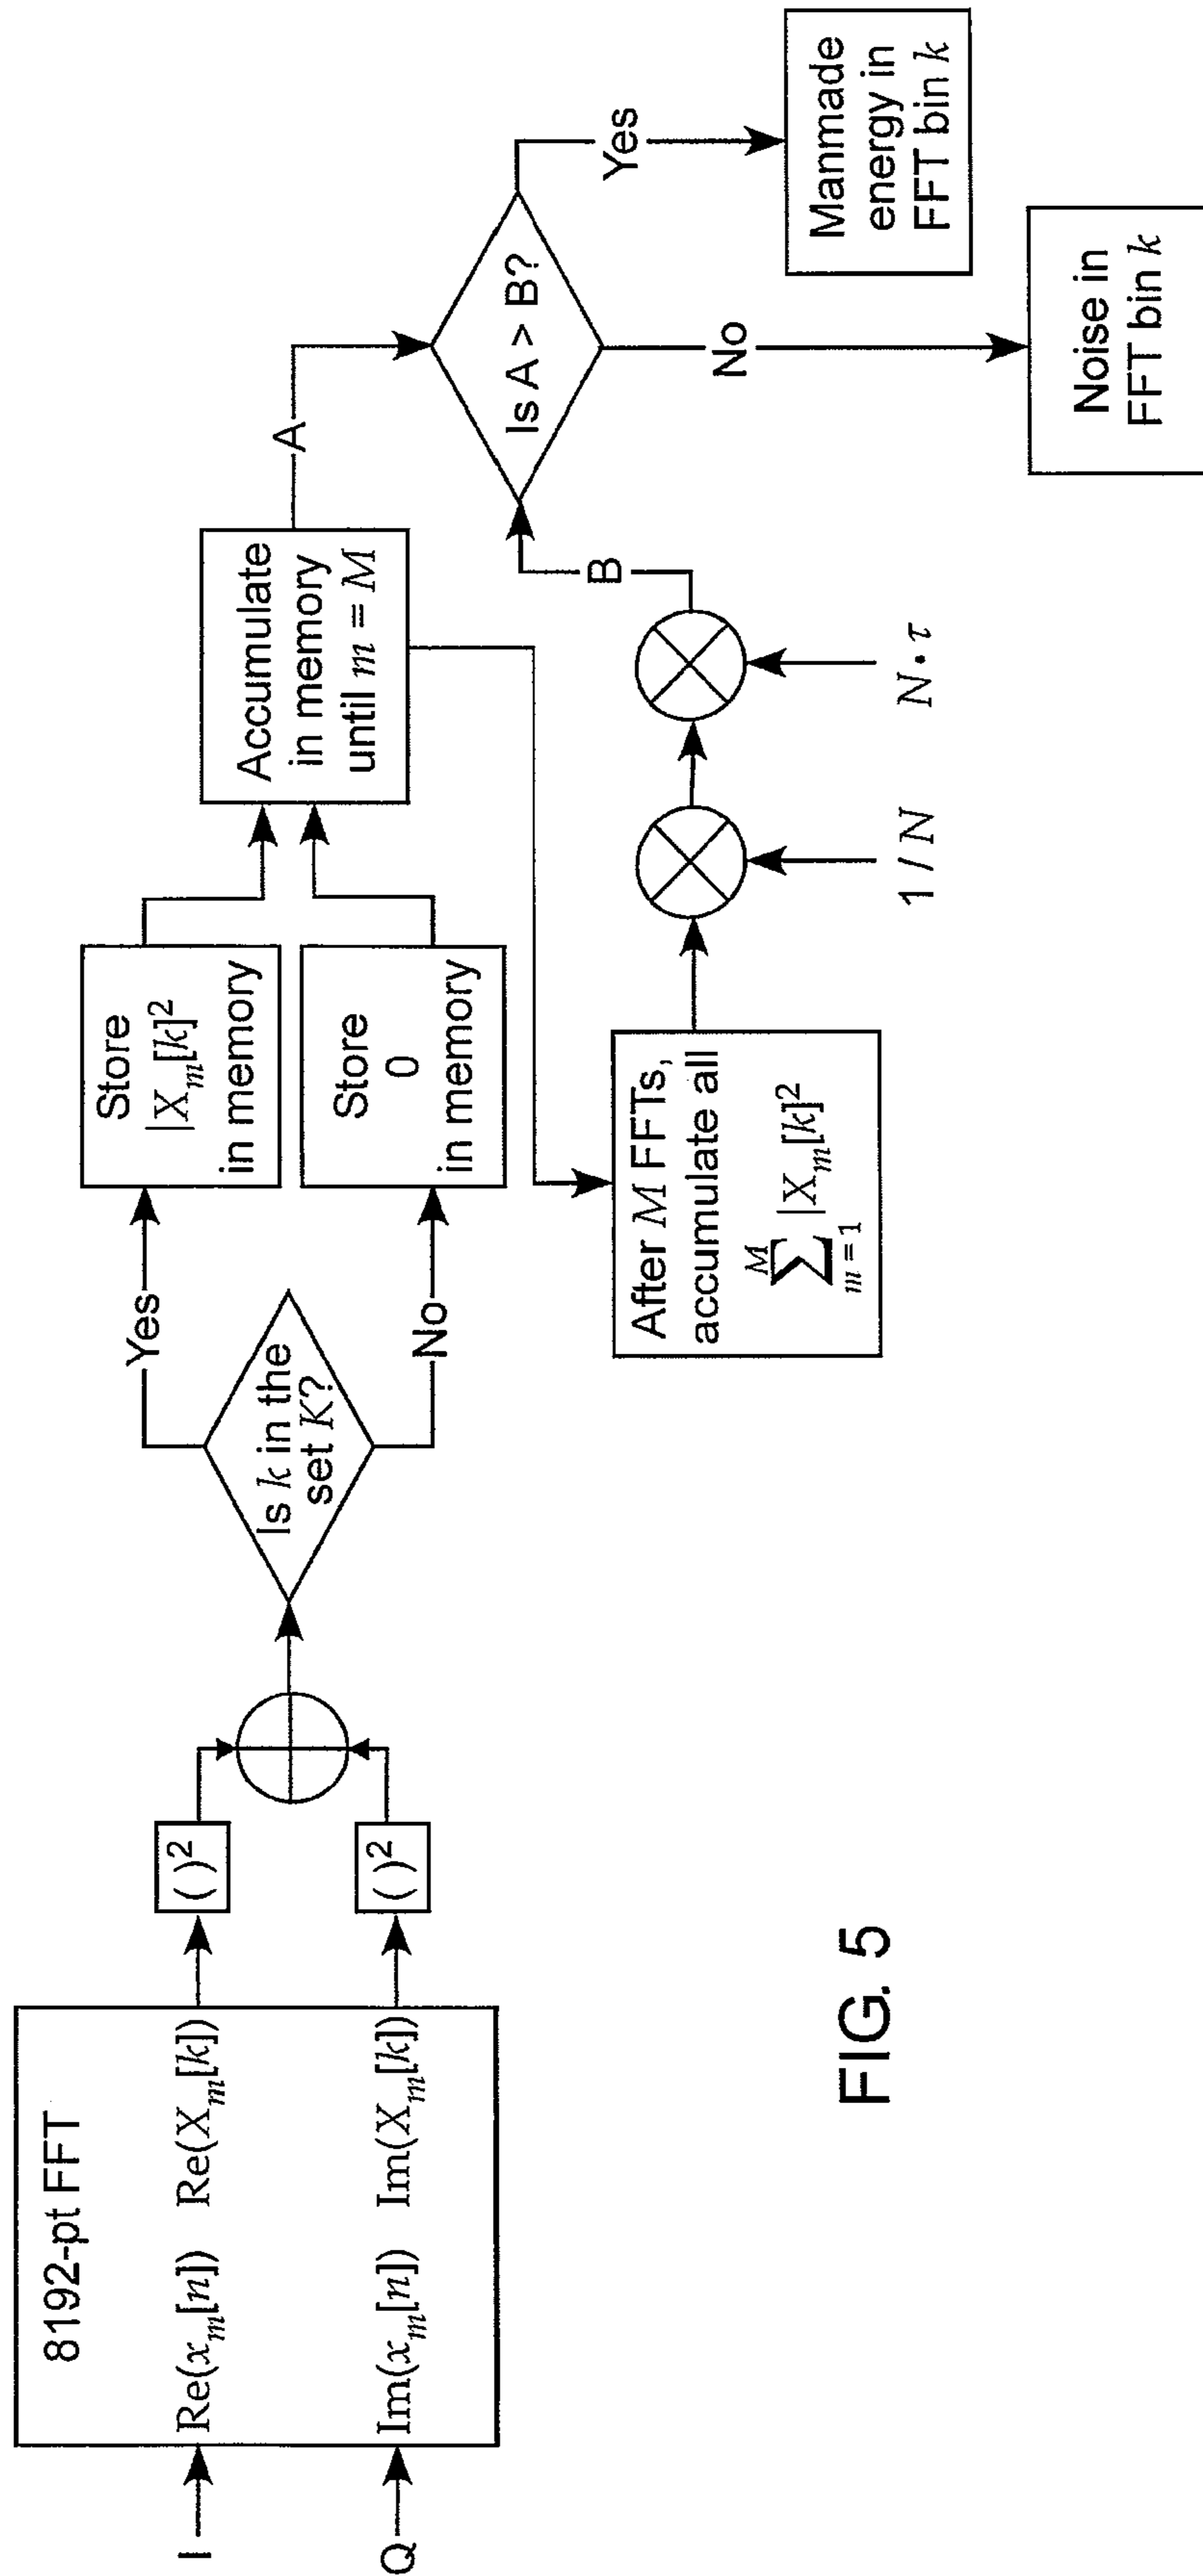 8192-pt FFT
I
Re(x_m[n]) Re(X_m[k])
Q
Im(x_m[n]) Im(X_m[k])
( )²
( )²
Is k in the
set K?
Yes
No
Store
|X_m[k]²
in memory
Store
0
in memory
Accumulate
in memory
until m = M
After M FFTs,
accumulate all
M
∑ |X_m[k]²
m = 1
1 / N
N • τ
A
B
Is A > B?
Yes
No
Manmade
energy in
FFT bin k
Noise in
FFT bin k
FIG. 5